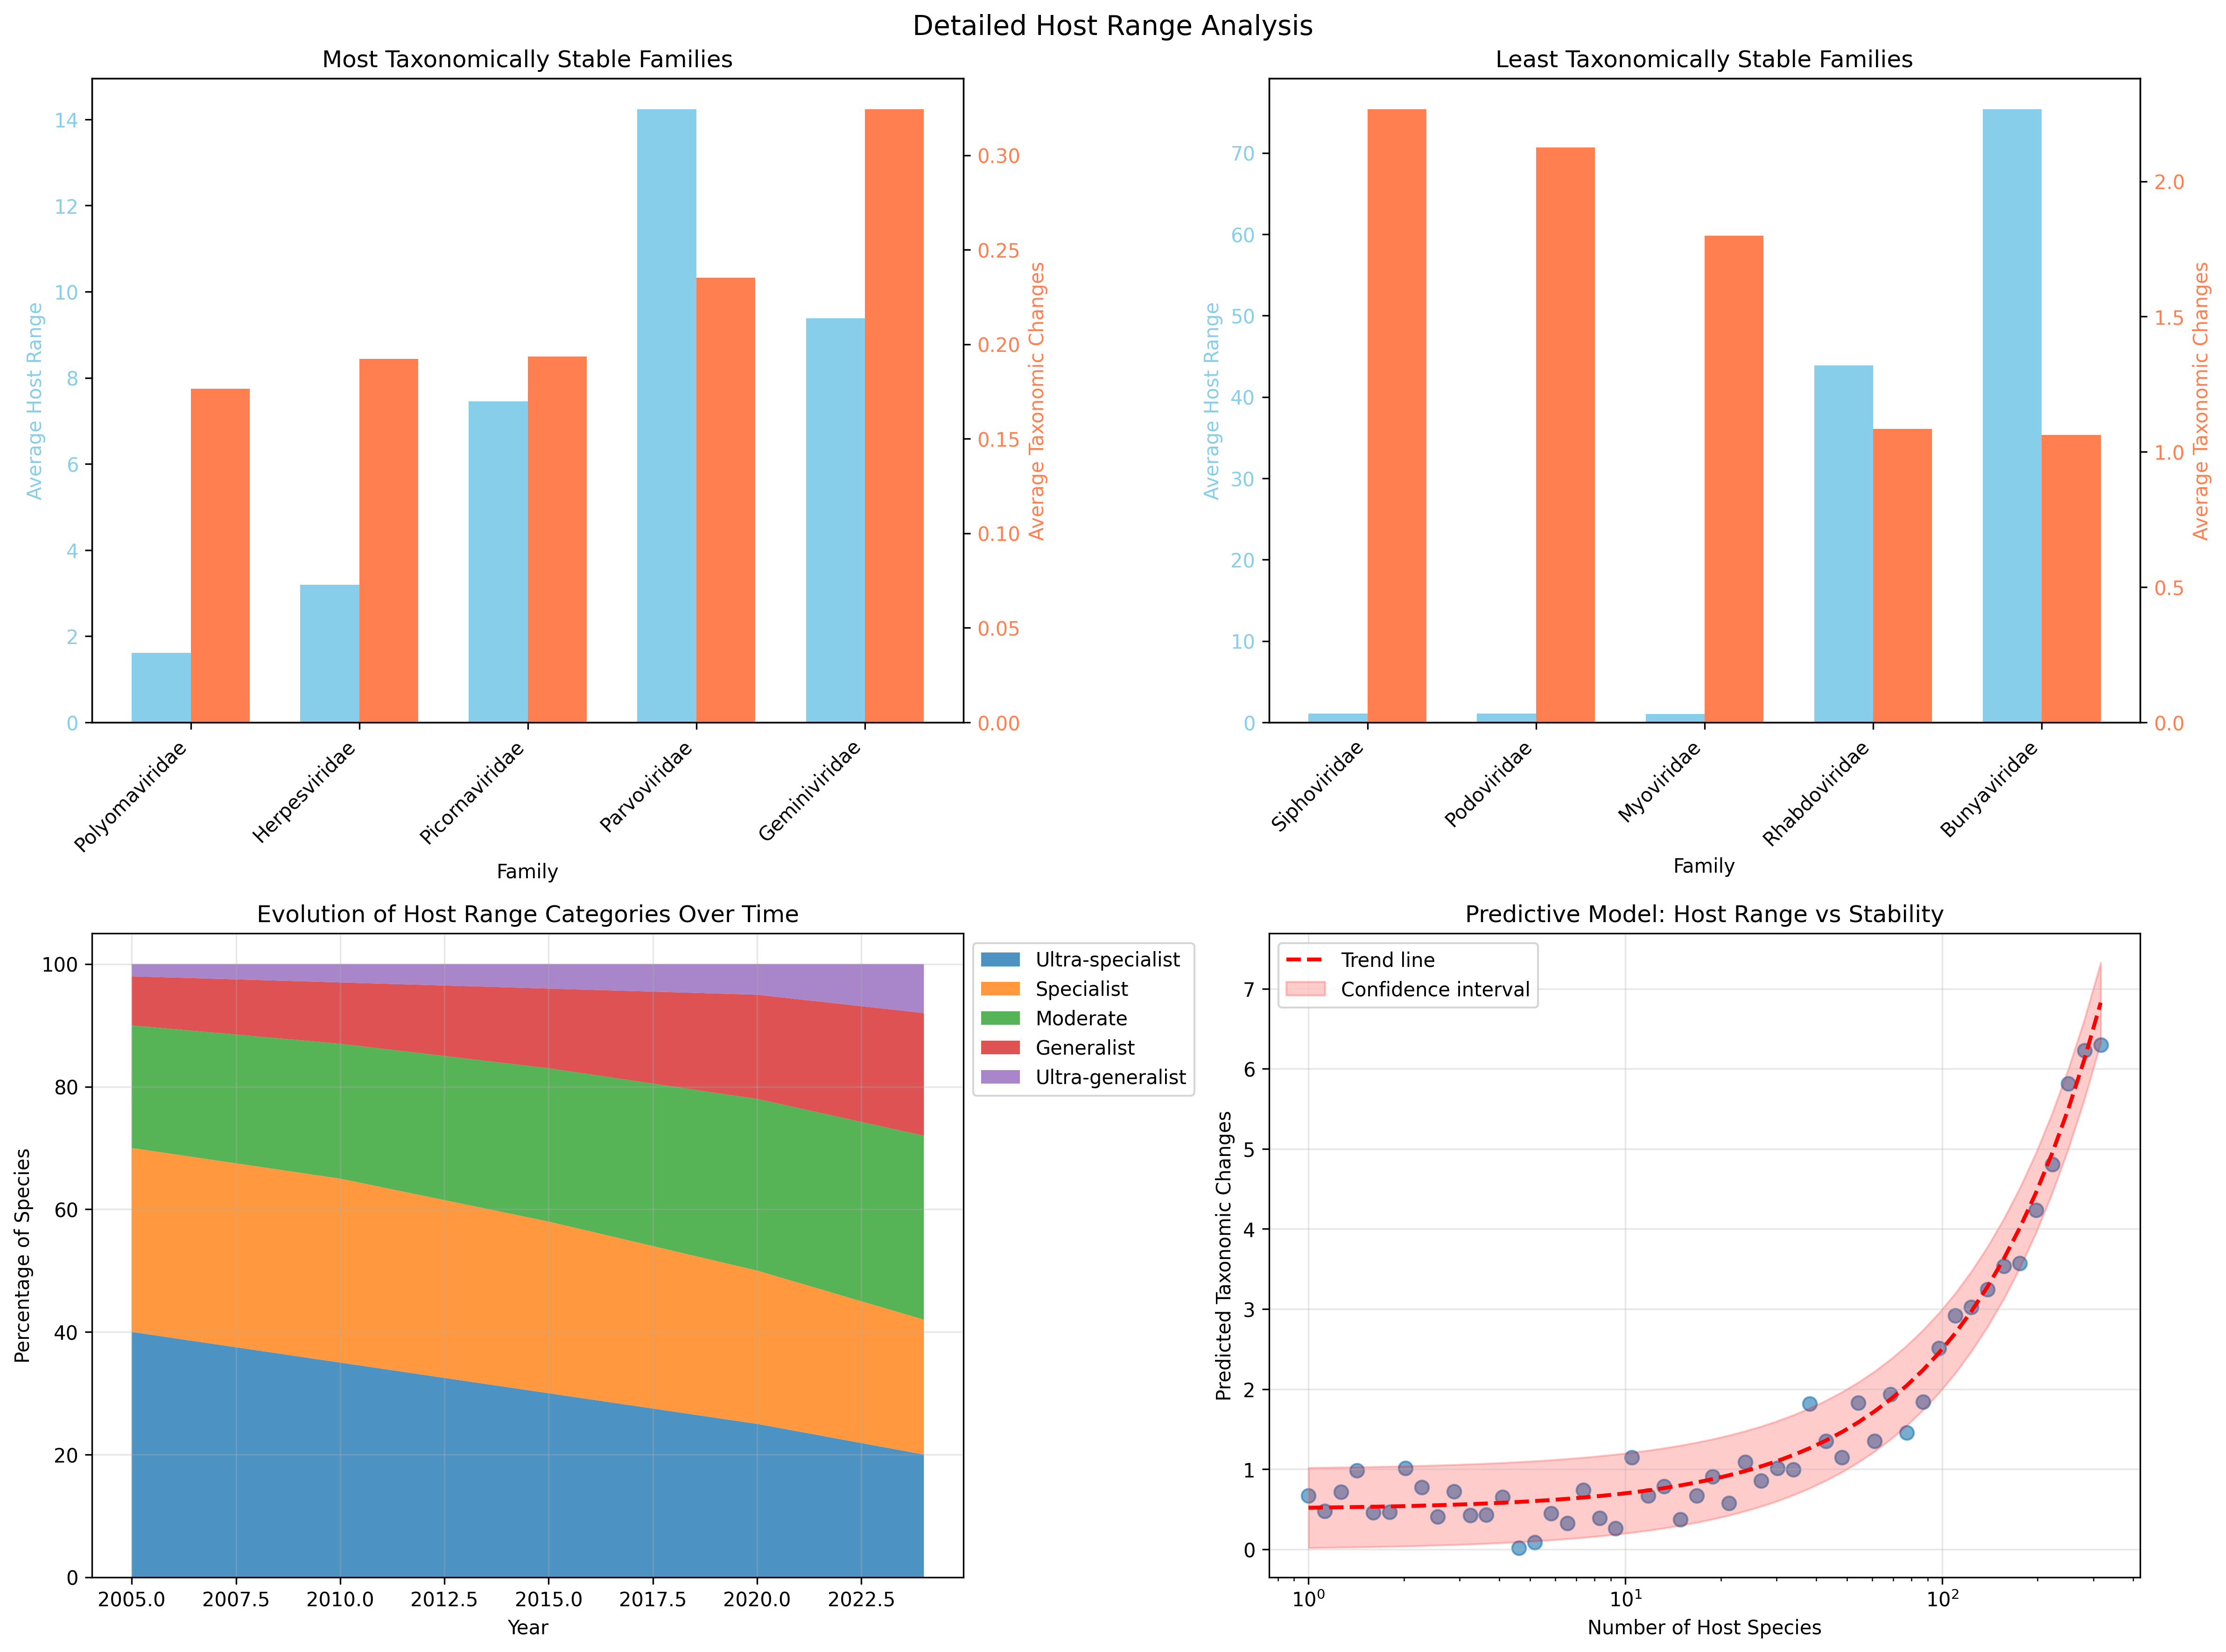 Detailed Host Range Analysis
Most Taxonomically Stable Families
Average Host Range
0
2
4
6
8
10
12
14
Average Taxonomic Changes
0.00
0.05
0.10
0.15
0.20
0.25
0.30
Polyomaviridae
Herpesviridae
Picornaviridae
Parvoviridae
Geminiviridae
Family
Least Taxonomically Stable Families
Average Host Range
0
10
20
30
40
50
60
70
Average Taxonomic Changes
0.0
0.5
1.0
1.5
2.0
Siphoviridae
Podoviridae
Myoviridae
Rhabdoviridae
Bunyaviridae
Family
Evolution of Host Range Categories Over Time
Percentage of Species
0
20
40
60
80
100
2005.0
2007.5
2010.0
2012.5
2015.0
2017.5
2020.0
2022.5
Year
Ultra-specialist
Specialist
Moderate
Generalist
Ultra-generalist
Predictive Model: Host Range vs Stability
Trend line
Confidence interval
Predicted Taxonomic Changes
0
1
2
3
4
5
6
7
10⁰
10¹
10²
Number of Host Species